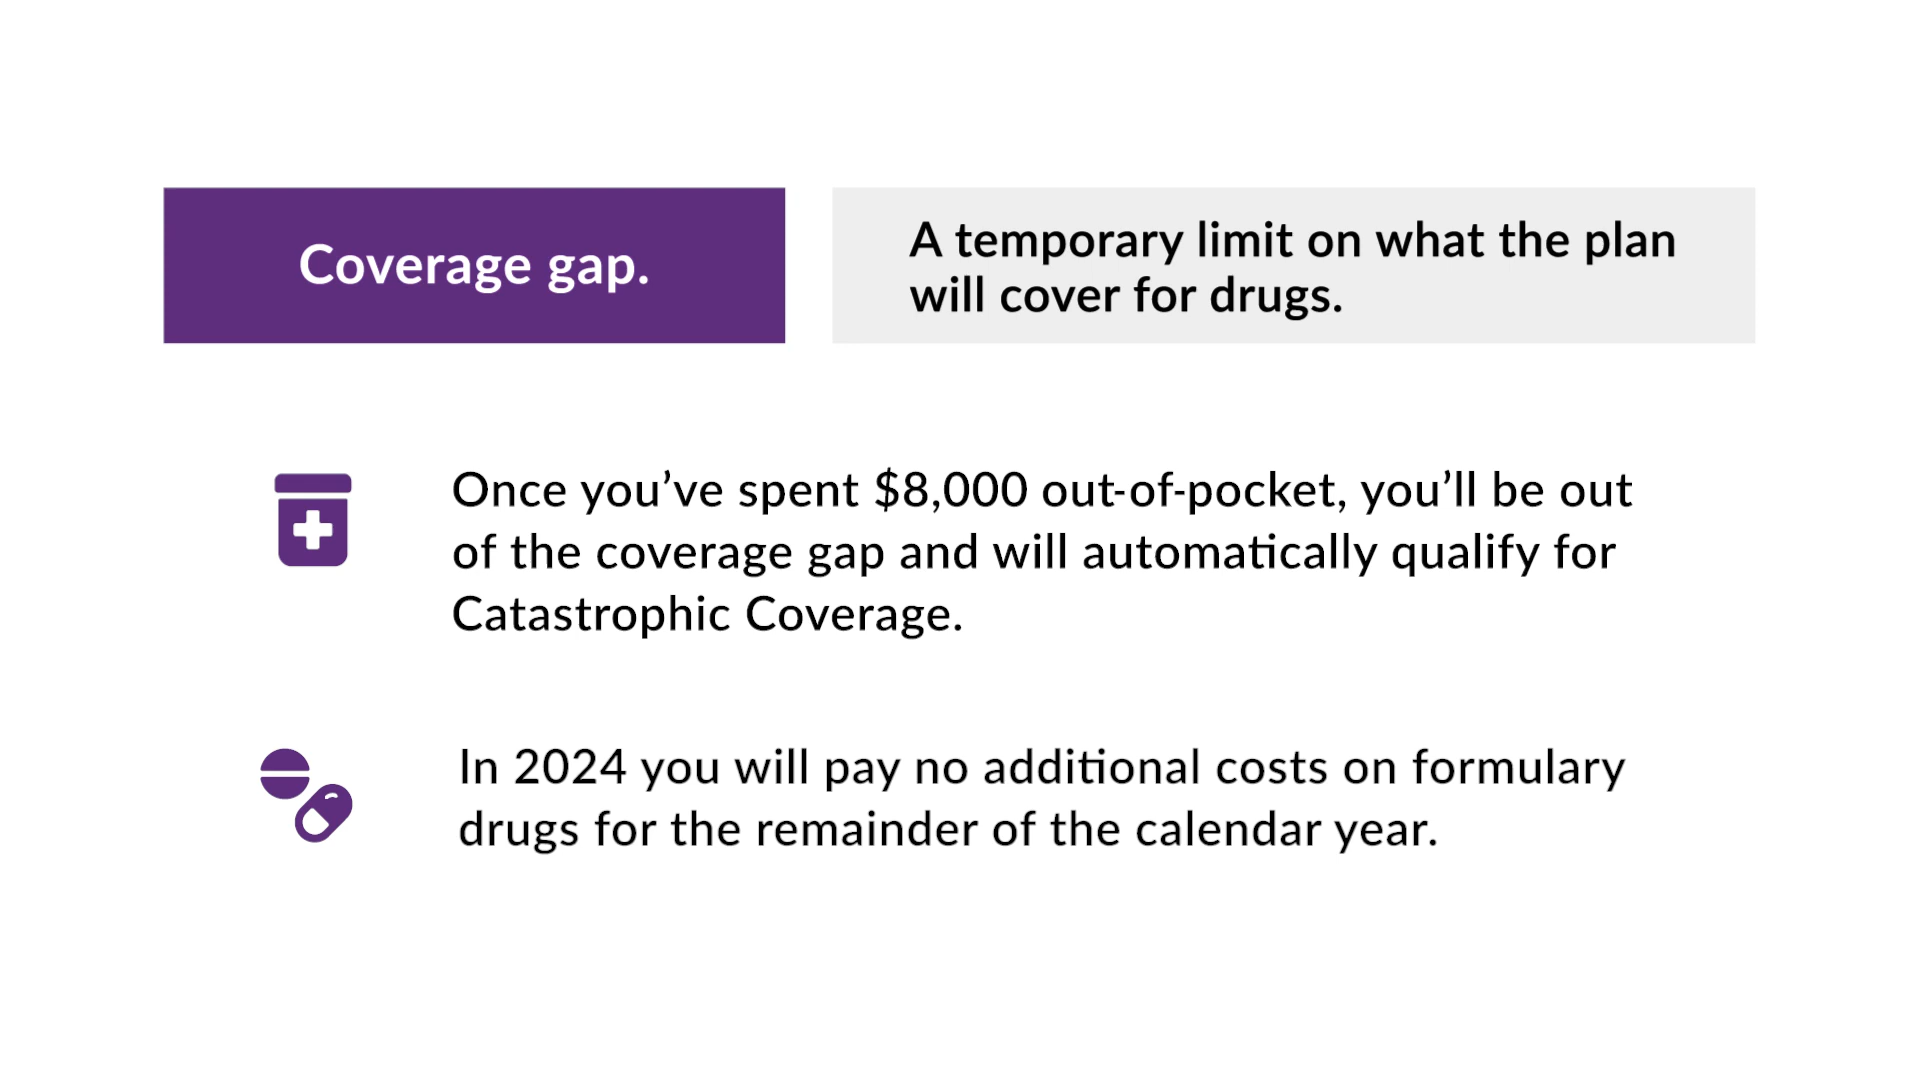 Coverage gap.
A temporary limit on what the plan
will cover for drugs.
Once you’ve spent $8,000 out-of-pocket, you’ll be out
of the coverage gap and will automatically qualify for
Catastrophic Coverage.
In 2024 you will pay no additional costs on formulary
drugs for the remainder of the calendar year.